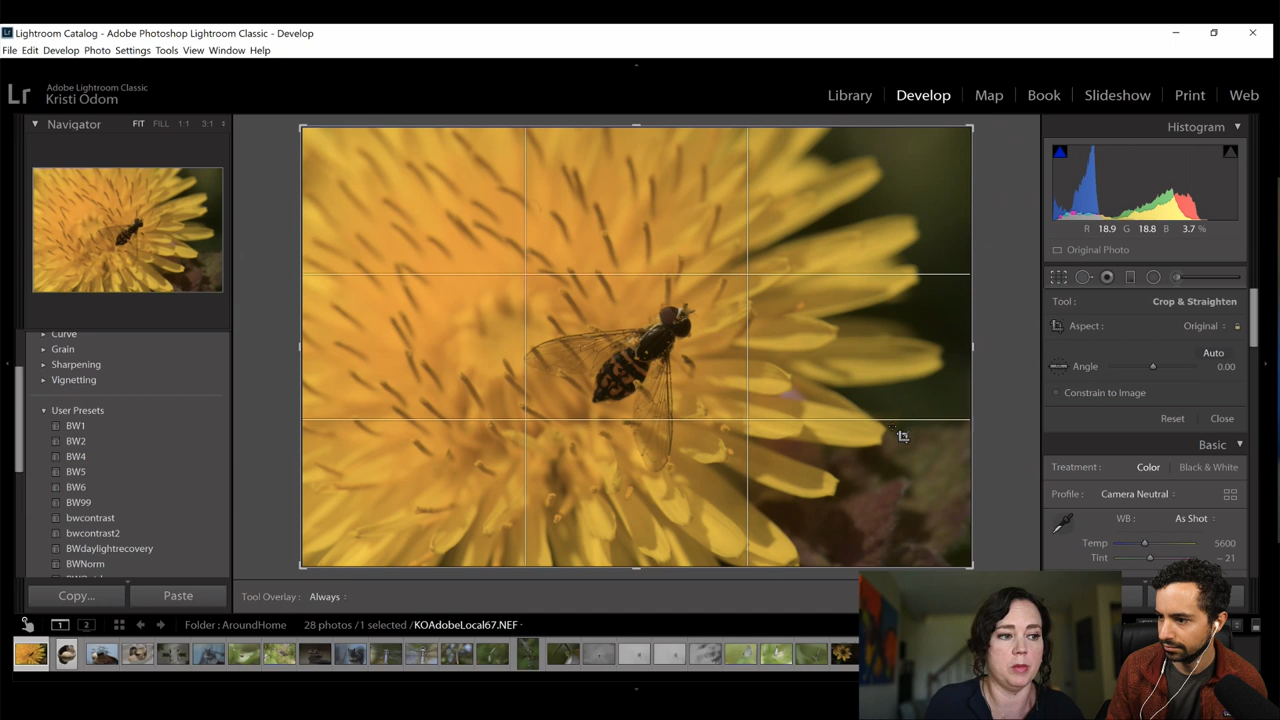 Lightroom Catalog - Adobe Photoshop Lightroom Classic - Develop
File Edit Develop Photo Settings Tools View Window Help
Lr Adobe Lightroom Classic
Kristi Odom
Library Develop Map Book Slideshow Print Web
Navigator FIT FILL 1:1 3:1
Histogram
R 18.9 G 18.8 B 3.7 %
Original Photo
Tool : Crop & Straighten
Aspect : Original
Auto
Angle 0.00
Constrain to Image
Reset Close
Basic
Treatment : Color Black & White
Profile : Camera Neutral
WB : As Shot
Temp 5600
Tint – 21
Curve
Grain
Sharpening
Vignetting
User Presets
BW1
BW2
BW4
BW5
BW6
BW99
bwcontrast
bwcontrast2
BWdaylightrecovery
BWNorm
Copy... Paste
Tool Overlay : Always
1 2 Folder : AroundHome 28 photos / 1 selected / KOAdobeLocal67.NEF